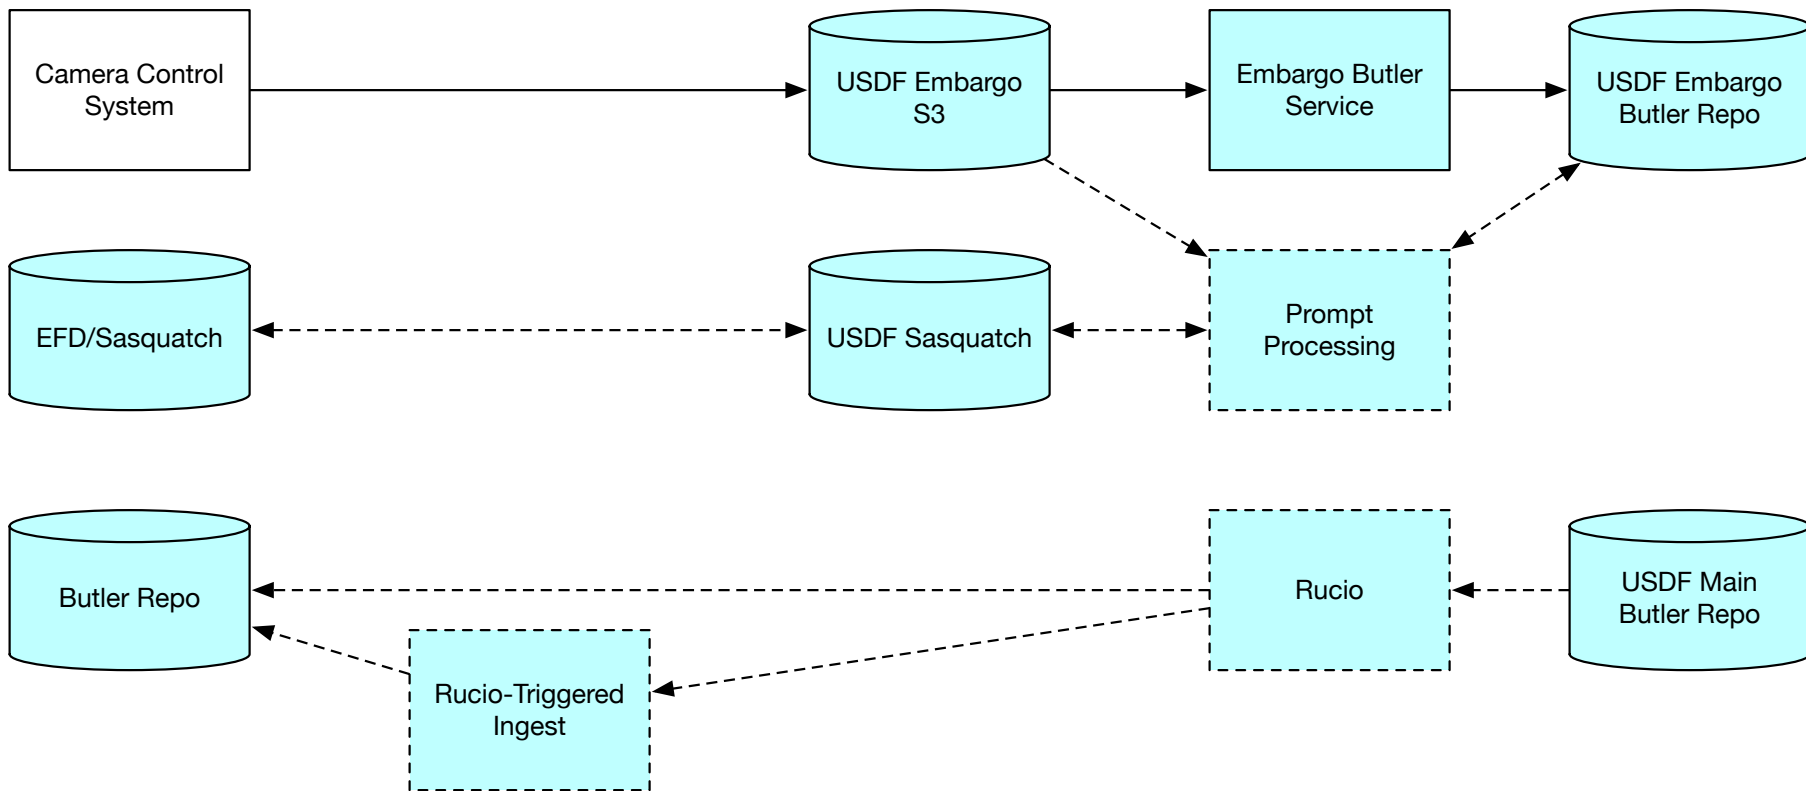 Camera Control
System
USDF Embargo
S3
Embargo Butler
Service
USDF Embargo
Butler Repo
EFD/Sasquatch
USDF Sasquatch
Prompt
Processing
Butler Repo
Rucio-Triggered
Ingest
Rucio
USDF Main
Butler Repo